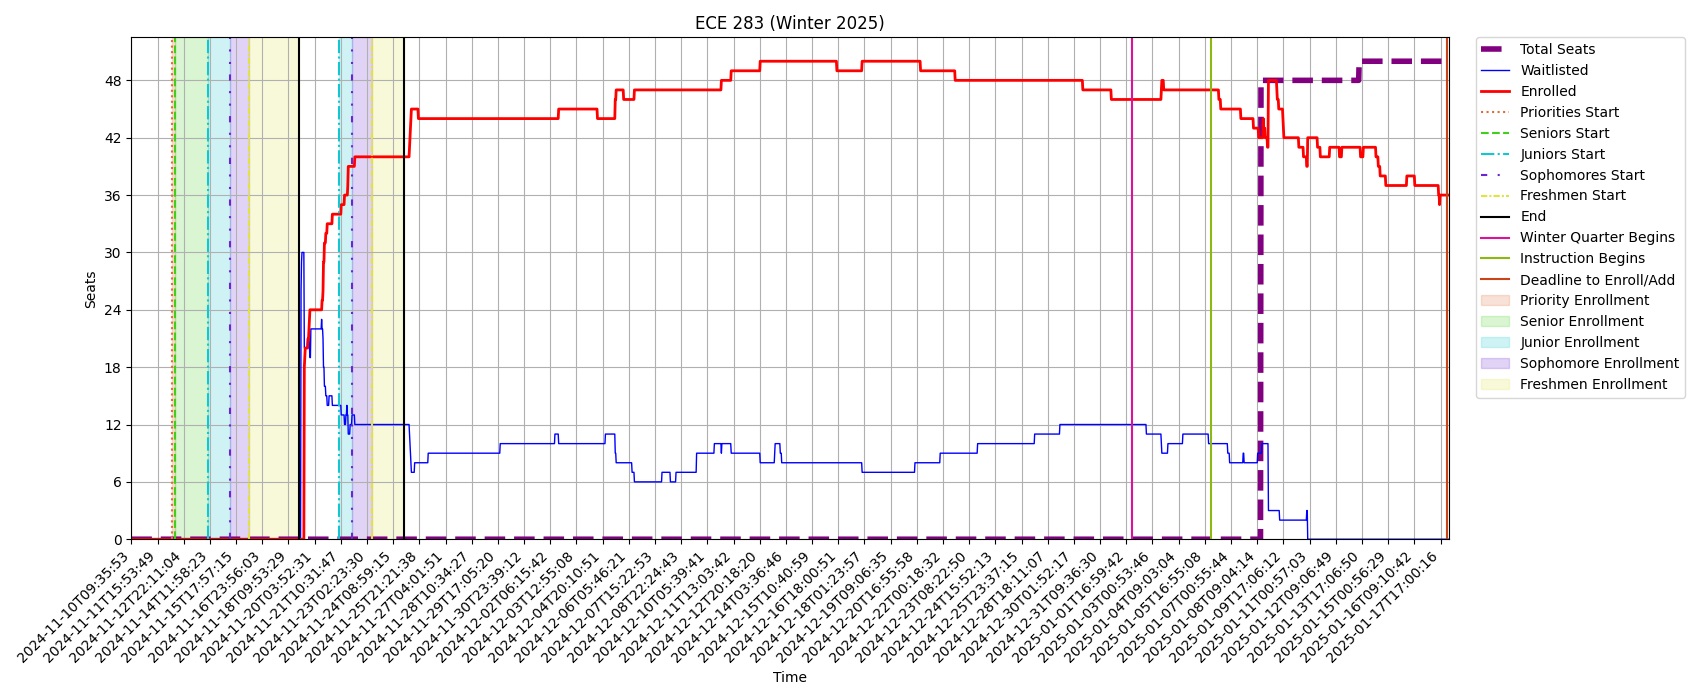 ECE 283 (Winter 2025)
Seats
48
42
36
30
24
18
12
6
0
2024-11-10T09:35:53
2024-11-11T15:53:49
2024-11-12T22:11:04
2024-11-14T11:58:23
2024-11-15T17:57:15
2024-11-16T23:56:03
2024-11-18T09:53:29
2024-11-20T03:52:31
2024-11-21T10:31:47
2024-11-23T02:23:30
2024-11-24T08:59:15
2024-11-25T21:21:38
2024-11-28T04:01:51
2024-11-28T10:34:27
2024-11-29T17:05:20
2024-11-30T23:39:12
2024-12-02T06:15:42
2024-12-03T12:55:08
2024-12-04T20:10:51
2024-12-06T05:46:21
2024-12-07T15:22:53
2024-12-08T22:24:43
2024-12-10T05:39:41
2024-12-11T13:03:42
2024-12-12T20:18:20
2024-12-14T03:36:46
2024-12-15T10:40:59
2024-12-16T18:00:51
2024-12-18T01:23:57
2024-12-19T09:06:35
2024-12-20T16:55:58
2024-12-22T00:18:32
2024-12-23T08:22:50
2024-12-24T15:52:13
2024-12-25T23:37:15
2024-12-28T18:11:07
2024-12-30T01:52:17
2024-12-31T09:36:30
2025-01-01T16:59:42
2025-01-03T00:53:46
2025-01-04T09:03:04
2025-01-05T16:55:08
2025-01-07T00:55:44
2025-01-08T09:04:14
2025-01-09T17:06:12
2025-01-11T00:57:03
2025-01-12T09:06:49
2025-01-13T17:06:50
2025-01-15T00:56:29
2025-01-16T09:10:42
2025-01-17T17:00:16
Time
Total Seats
Waitlisted
Enrolled
Priorities Start
Seniors Start
Juniors Start
Sophomores Start
Freshmen Start
End
Winter Quarter Begins
Instruction Begins
Deadline to Enroll/Add
Priority Enrollment
Senior Enrollment
Junior Enrollment
Sophomore Enrollment
Freshmen Enrollment